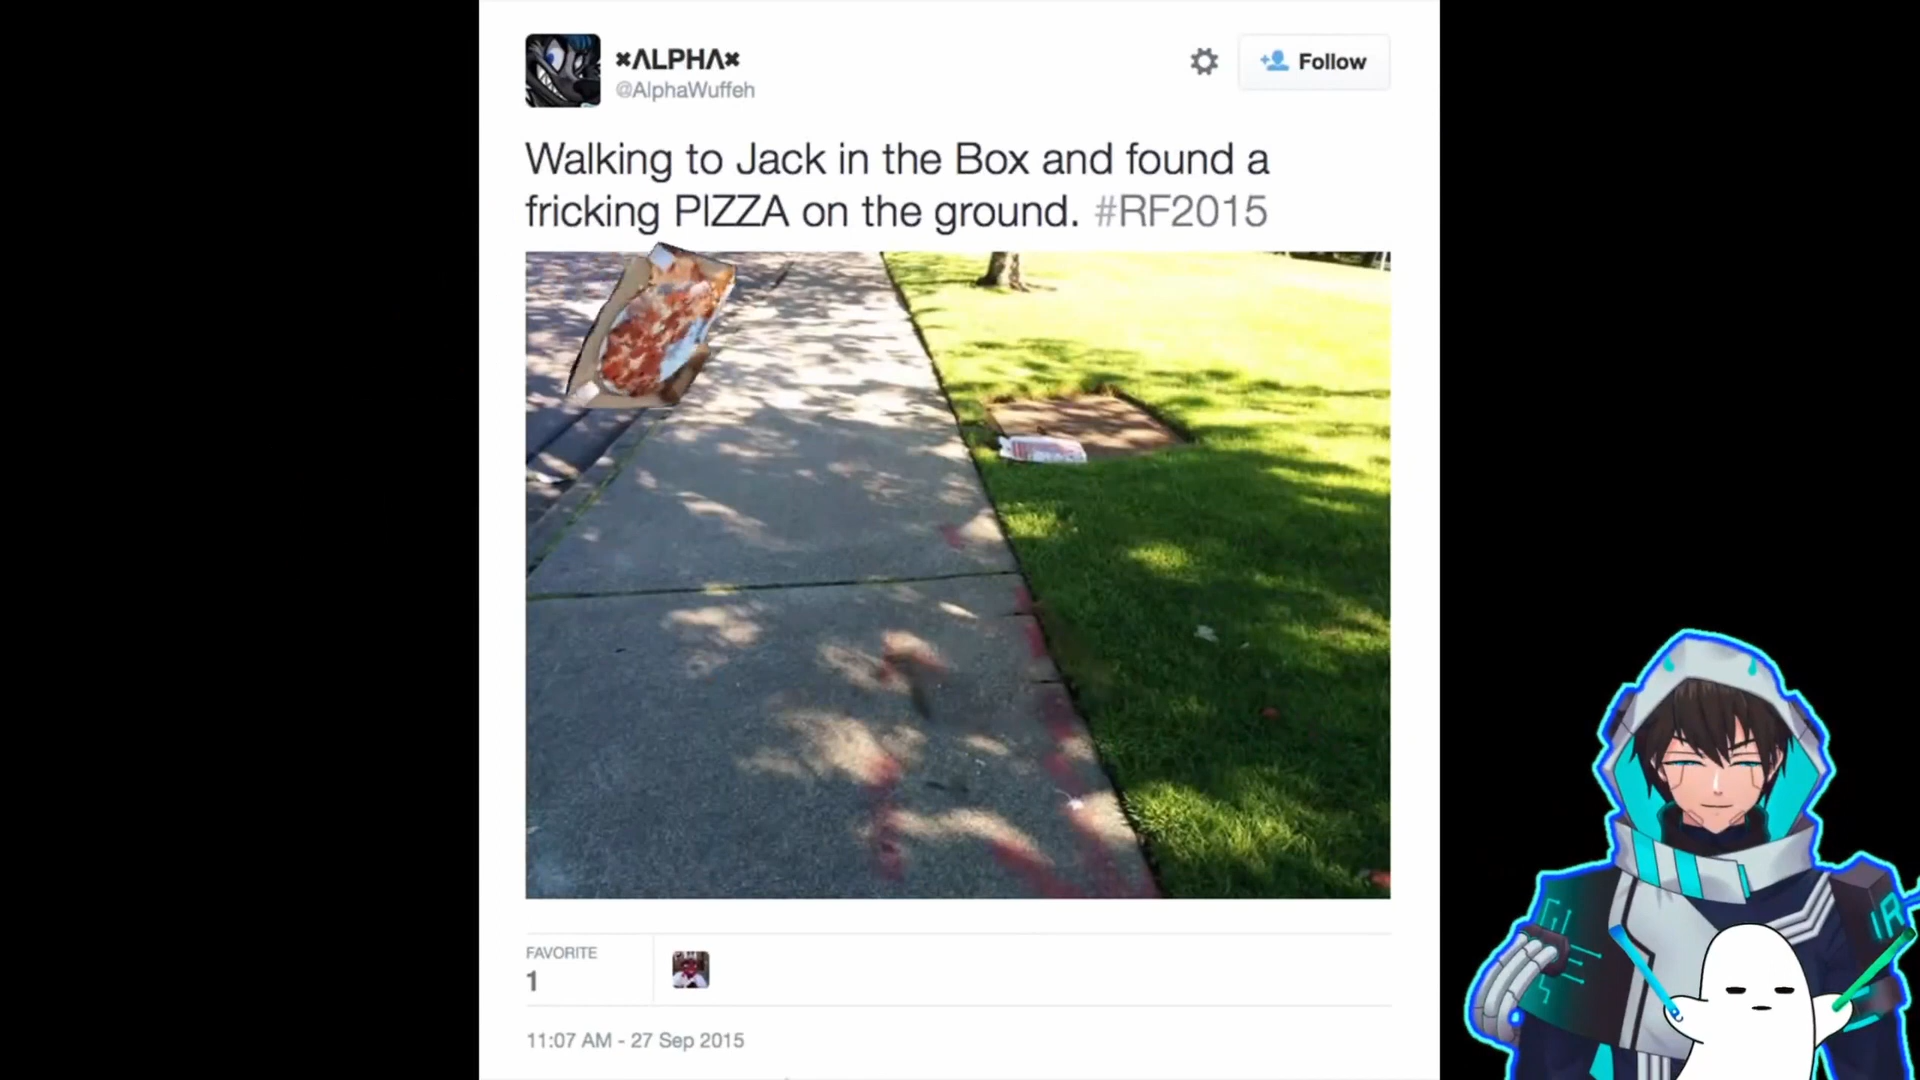 ×ΛLPHΛ×
@AlphaWuffeh
Follow
Walking to Jack in the Box and found a
fricking PIZZA on the ground. #RF2015
FAVORITE
1
11:07 AM - 27 Sep 2015